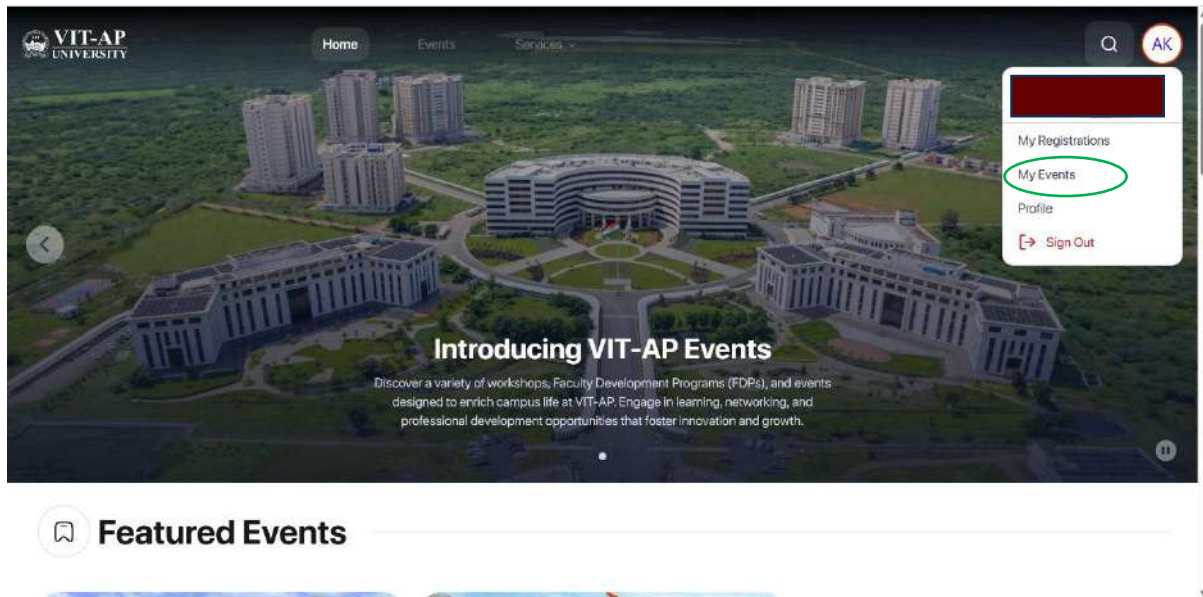 VIT-AP
UNIVERSITY
Home
Events
Services
AK
My Registrations
My Events
Profile
Sign Out
Introducing VIT-AP Events
Discover a variety of workshops, Faculty Development Programs (FDPs), and events
designed to enrich campus life at VIT-AP. Engage in learning, networking, and
professional development opportunities that foster innovation and growth.
Featured Events